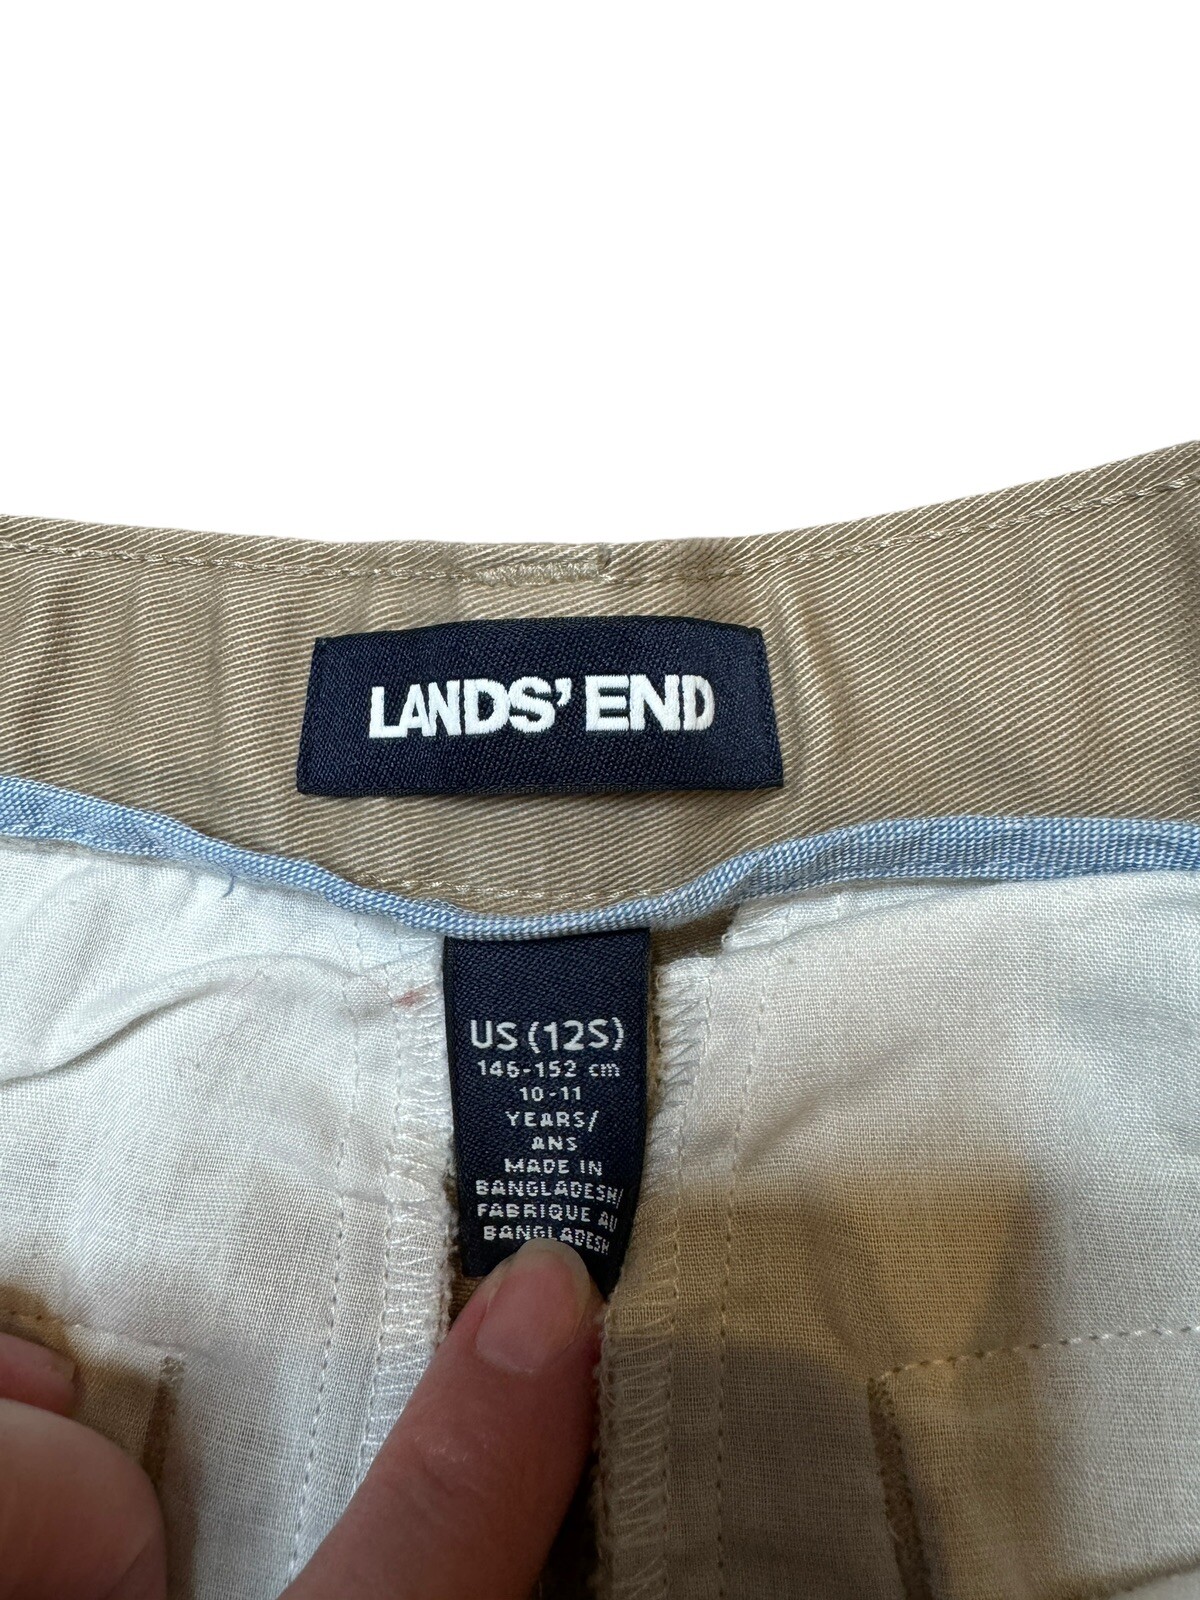 LANDS' END
US (12S)
146-152 cm
10-11
YEARS/
ANS
MADE IN
BANGLADESH/
FABRIQUE AU
BANGLADESH